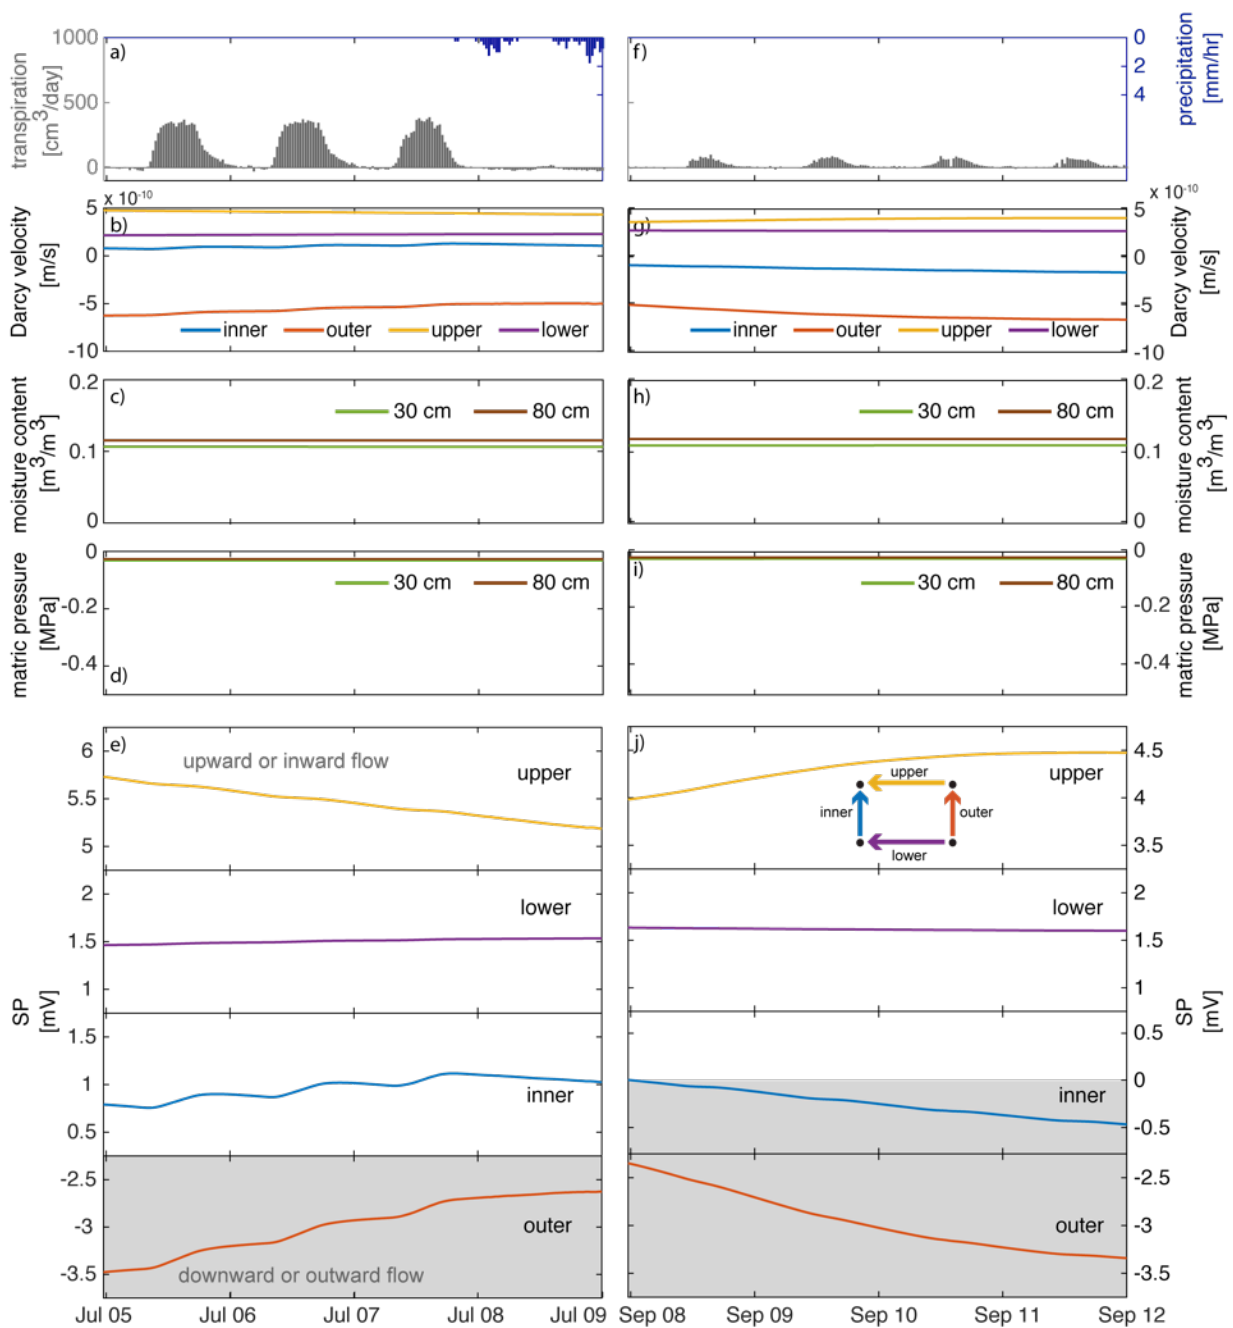 a)
1000
500
0
transpiration
[cm³/day]
f)
0
2
4
precipitation
[mm/hr]
x 10⁻¹⁰
b)
5
0
-5
-10
Darcy velocity
[m/s]
inner outer upper lower
x 10⁻¹⁰
g)
5
0
-5
-10
Darcy velocity
[m/s]
inner outer upper lower
c)
0.2
0.1
0
moisture content
[m³/m³]
30 cm 80 cm
h)
0.2
0.1
0
moisture content
[m³/m³]
30 cm 80 cm
d)
0
-0.2
-0.4
matric pressure
[MPa]
30 cm 80 cm
i)
0
-0.2
-0.4
matric pressure
[MPa]
30 cm 80 cm
e)
6
5.5
5
upward or inward flow
upper
2
1.5
1
lower
SP
[mV]
1.5
1
0.5
inner
-2.5
-3
-3.5
outer
downward or outward flow
Jul 05 Jul 06 Jul 07 Jul 08 Jul 09
j)
4.5
4
3.5
upper
upper
inner
outer
lower
2
1.5
1
lower
SP
[mV]
0.5
0
-0.5
inner
-2.5
-3
-3.5
outer
Sep 08 Sep 09 Sep 10 Sep 11 Sep 12